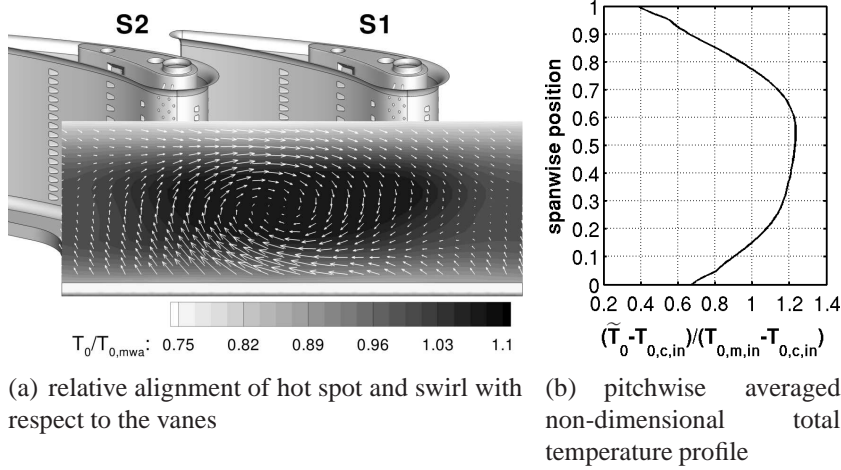 S2 S1
T0/T0,mwa: 0.75 0.82 0.89 0.96 1.03 1.1
(a) relative alignment of hot spot and swirl with
respect to the vanes
1
0.9
0.8
0.7
0.6
0.5
0.4
0.3
0.2
0.1
0
spanwise position
0.2 0.4 0.6 0.8 1 1.2 1.4
(T̃0-T0,c,in)/(T0,m,in-T0,c,in)
(b) pitchwise averaged
non-dimensional total
temperature profile